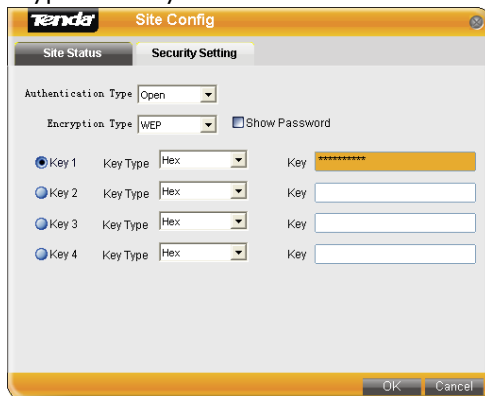 Tenda Site Config
Site Status Security Setting
Authentication Type Open
Encryption Type WEP Show Password
Key 1 Key Type Hex Key **********
Key 2 Key Type Hex Key
Key 3 Key Type Hex Key
Key 4 Key Type Hex Key
OK Cancel